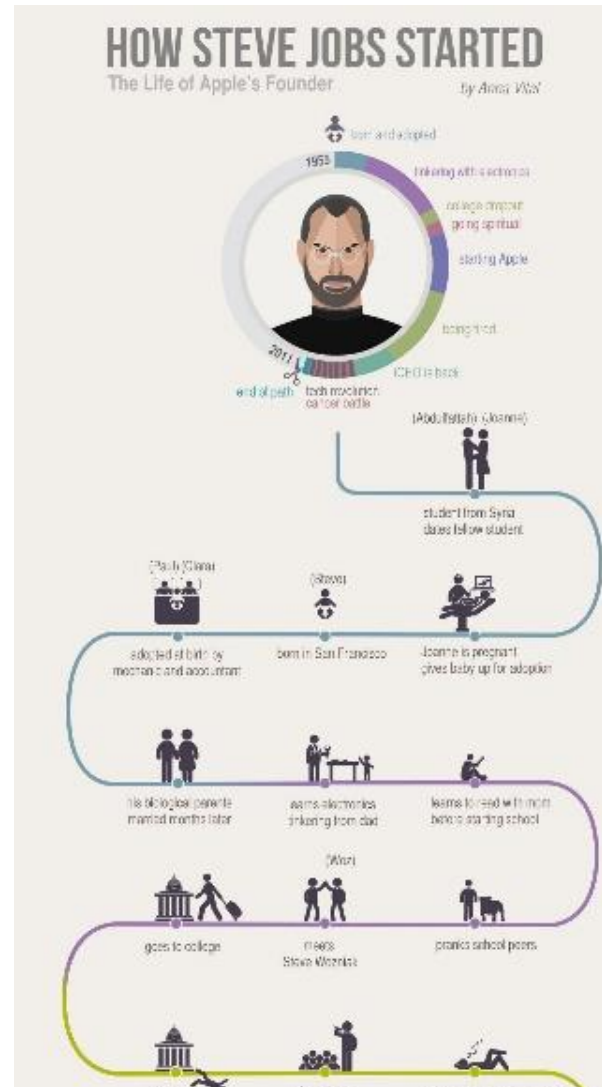 HOW STEVE JOBS STARTED
The Life of Apple's Founder
by Anna Vital
born and adopted
1955
tinkering with electronics
college dropout
going spiritual
starting Apple
being fired
iCEO is back
2011
end of path
tech revolution
cancer battle
(Abdulfattah) (Joanne)
student from Syria
dates fellow student
(Paul) (Clara)
(Steve)
adopted at birth by
mechanic and accountant
born in San Francisco
Joanne is pregnant
gives baby up for adoption
his biological parents
married months later
learns electronics
tinkering from dad
learns to read with mom
before starting school
(Woz)
goes to college
meets
Steve Wozniak
pranks school peers